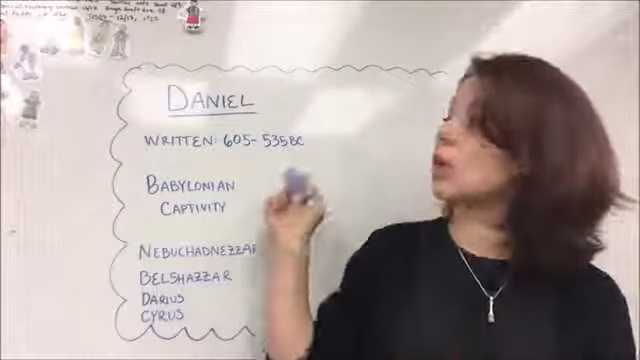 DANIEL
WRITTEN: 605-535BC
BABYLONIAN
CAPTIVITY
NEBUCHADNEZZAR
BELSHAZZAR
DARIUS
CYRUS